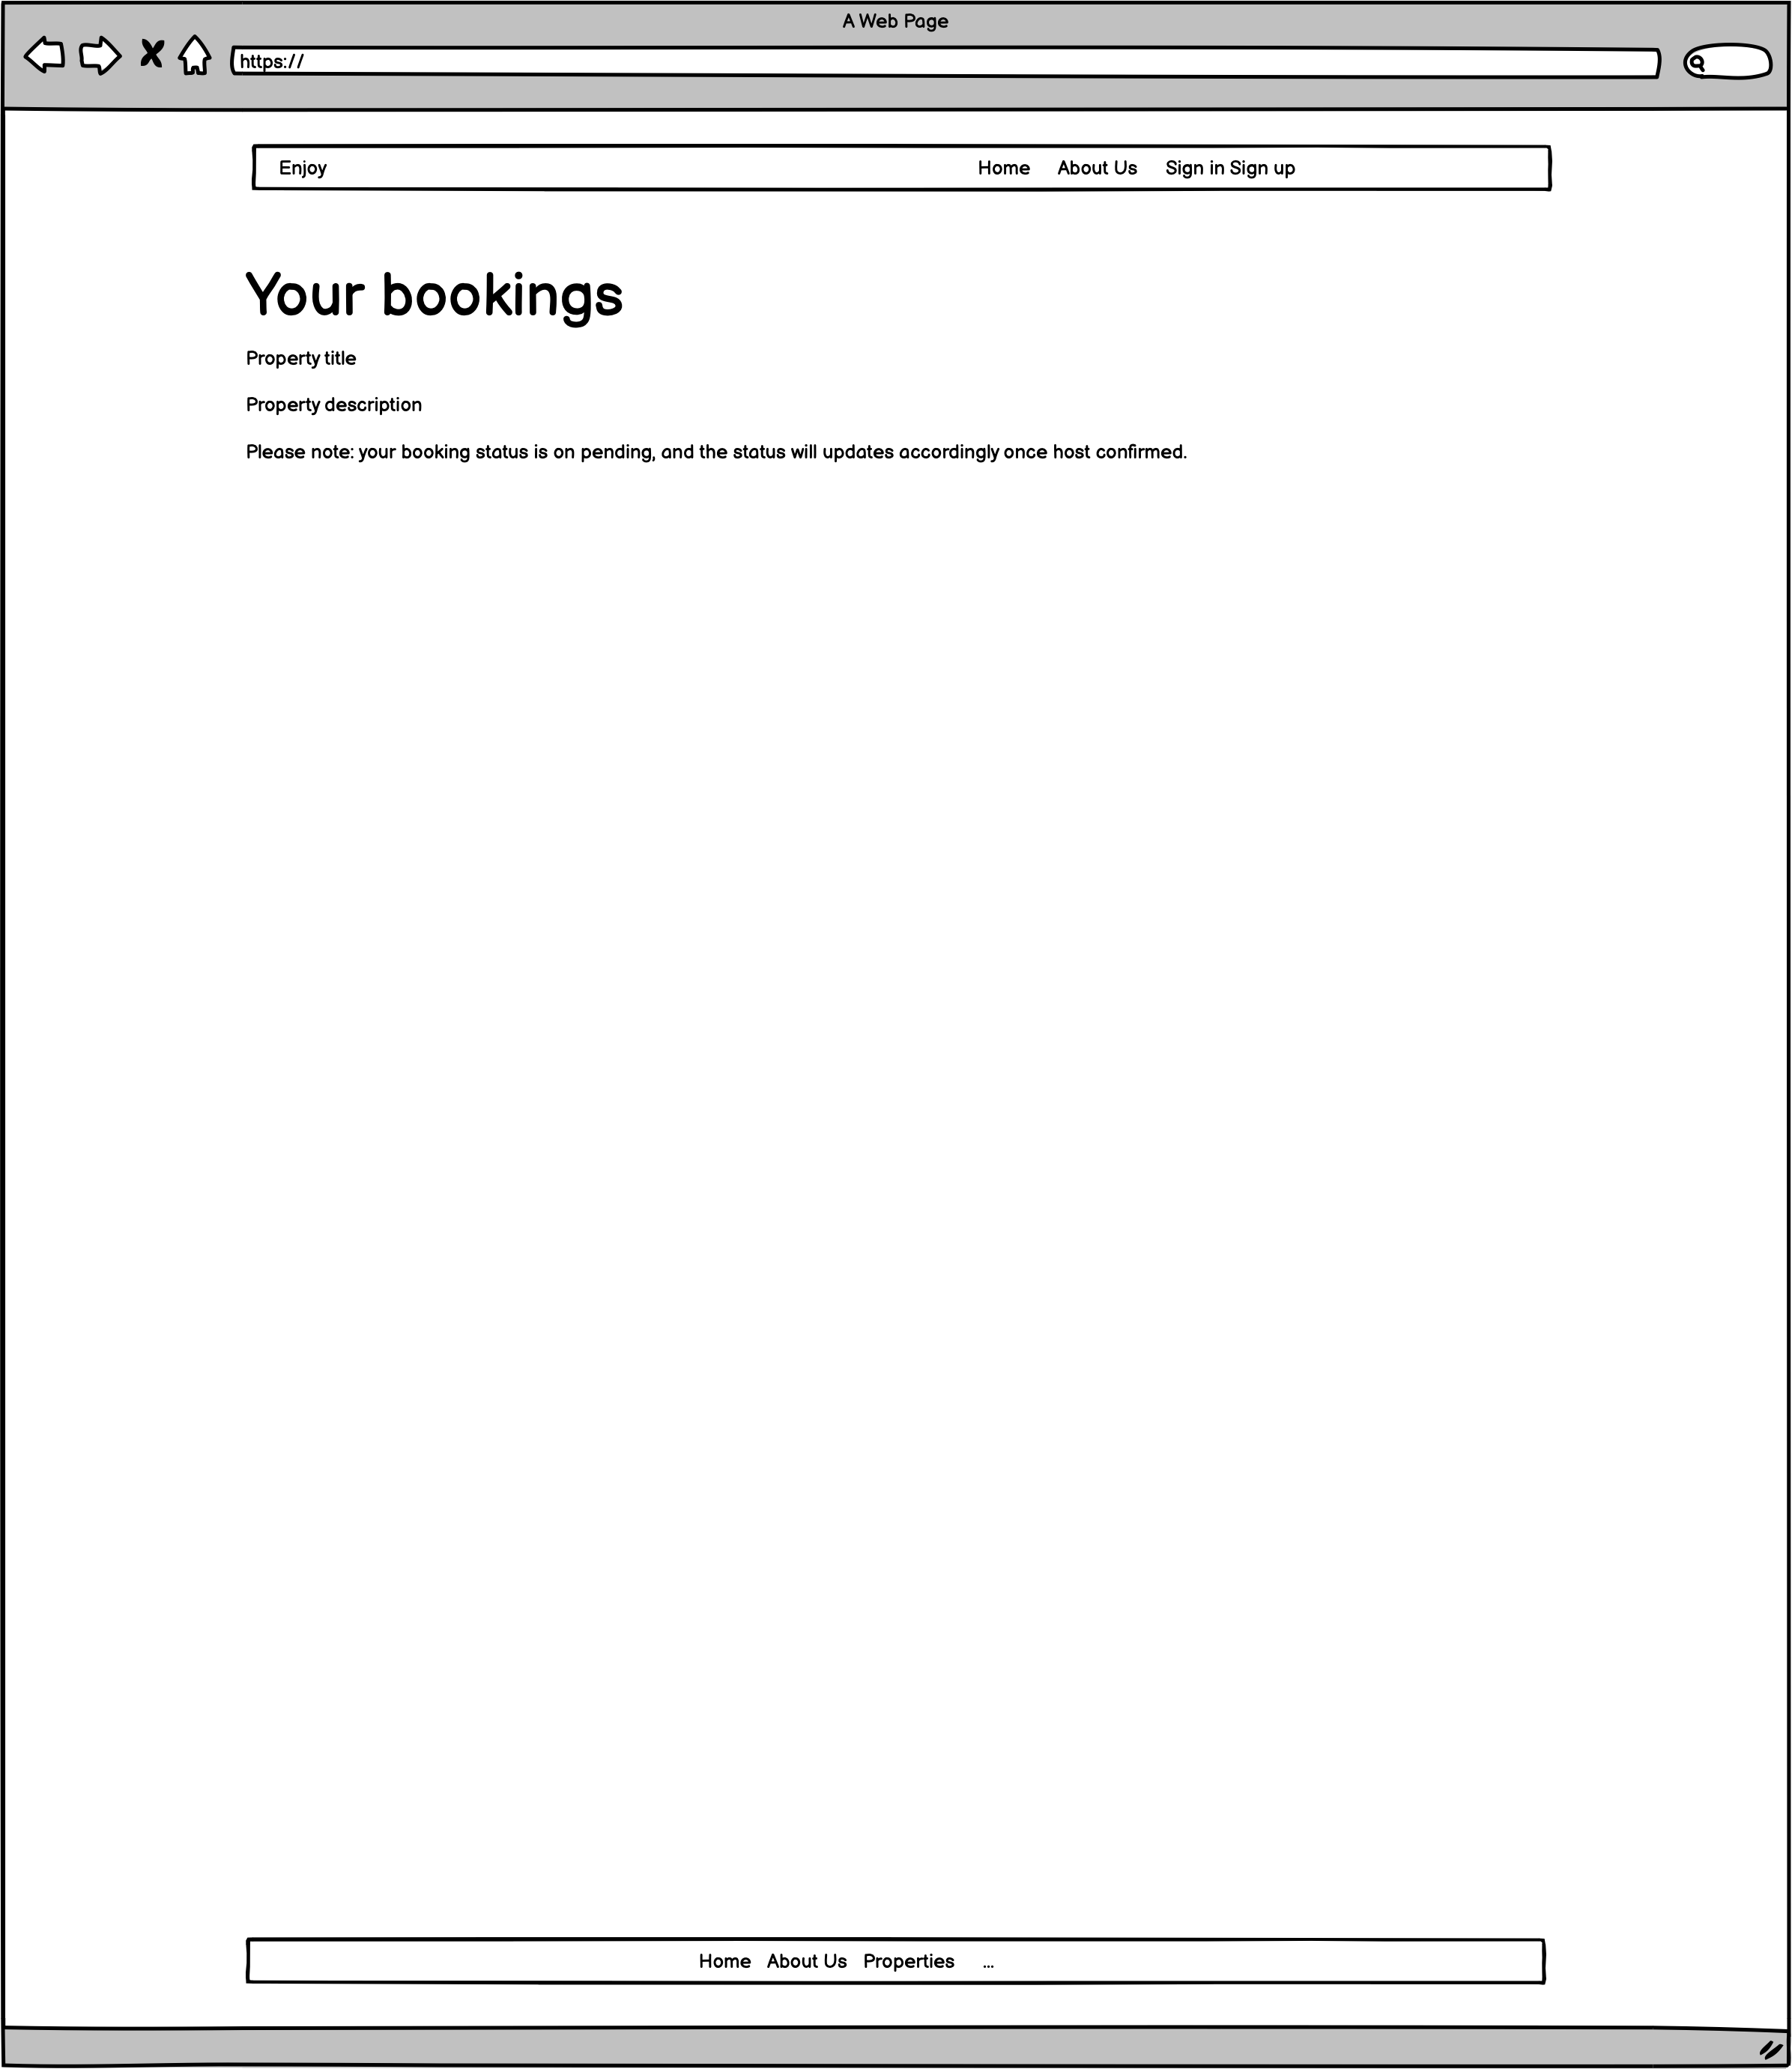 A Web Page
https://
Enjoy Home About Us Sign in Sign up
Your bookings
Property title
Property description
Please note: your booking status is on pending, and the status will updates accordingly once host confirmed.
Home About Us Properties ...